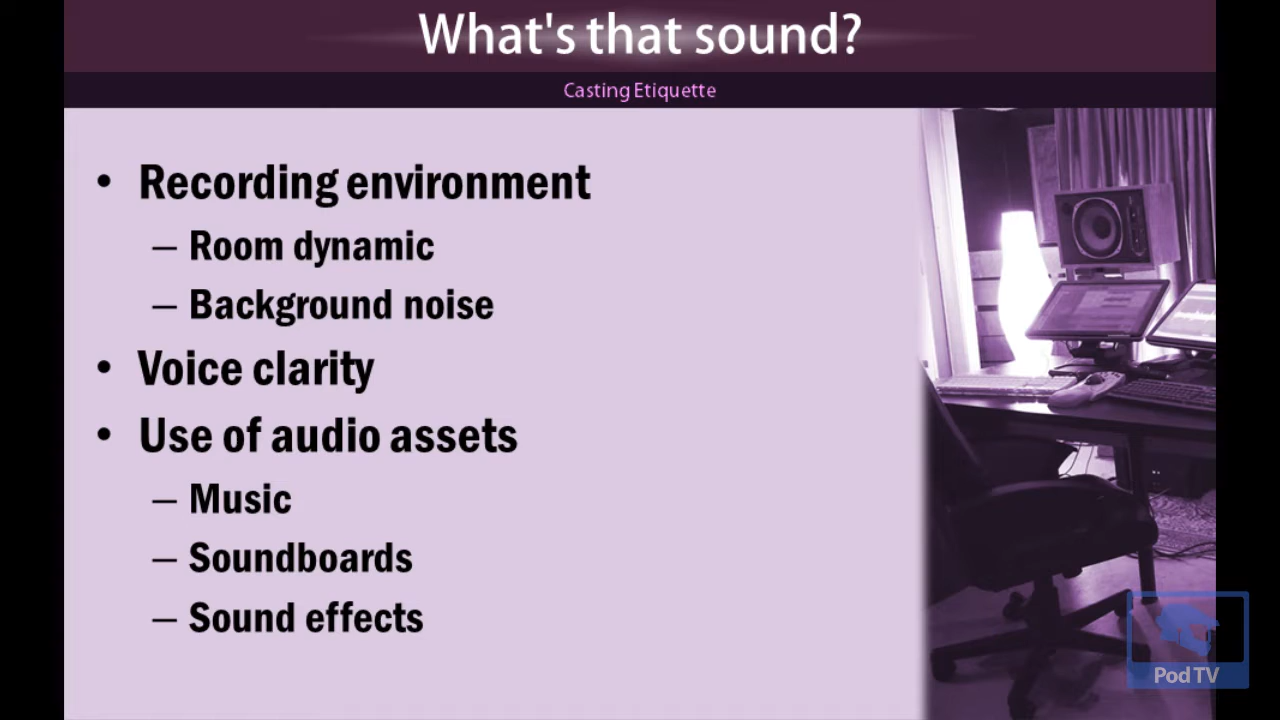 What's that sound?
Casting Etiquette
• Recording environment
– Room dynamic
– Background noise
• Voice clarity
• Use of audio assets
– Music
– Soundboards
– Sound effects
Pod TV